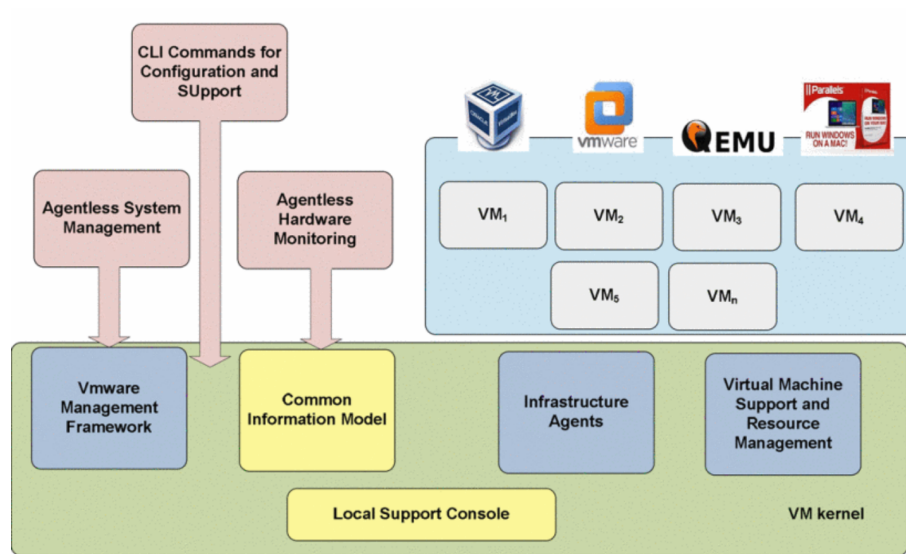 CLI Commands for
Configuration and
SUpport
ORACLE
vmware
QEMU
Parallels
RUN WINDOWS
ON A MAC!
Agentless System
Management
Agentless
Hardware
Monitoring
VM1
VM2
VM3
VM4
VM5
VMn
Vmware
Management
Framework
Common
Information Model
Infrastructure
Agents
Virtual Machine
Support and
Resource
Management
Local Support Console
VM kernel